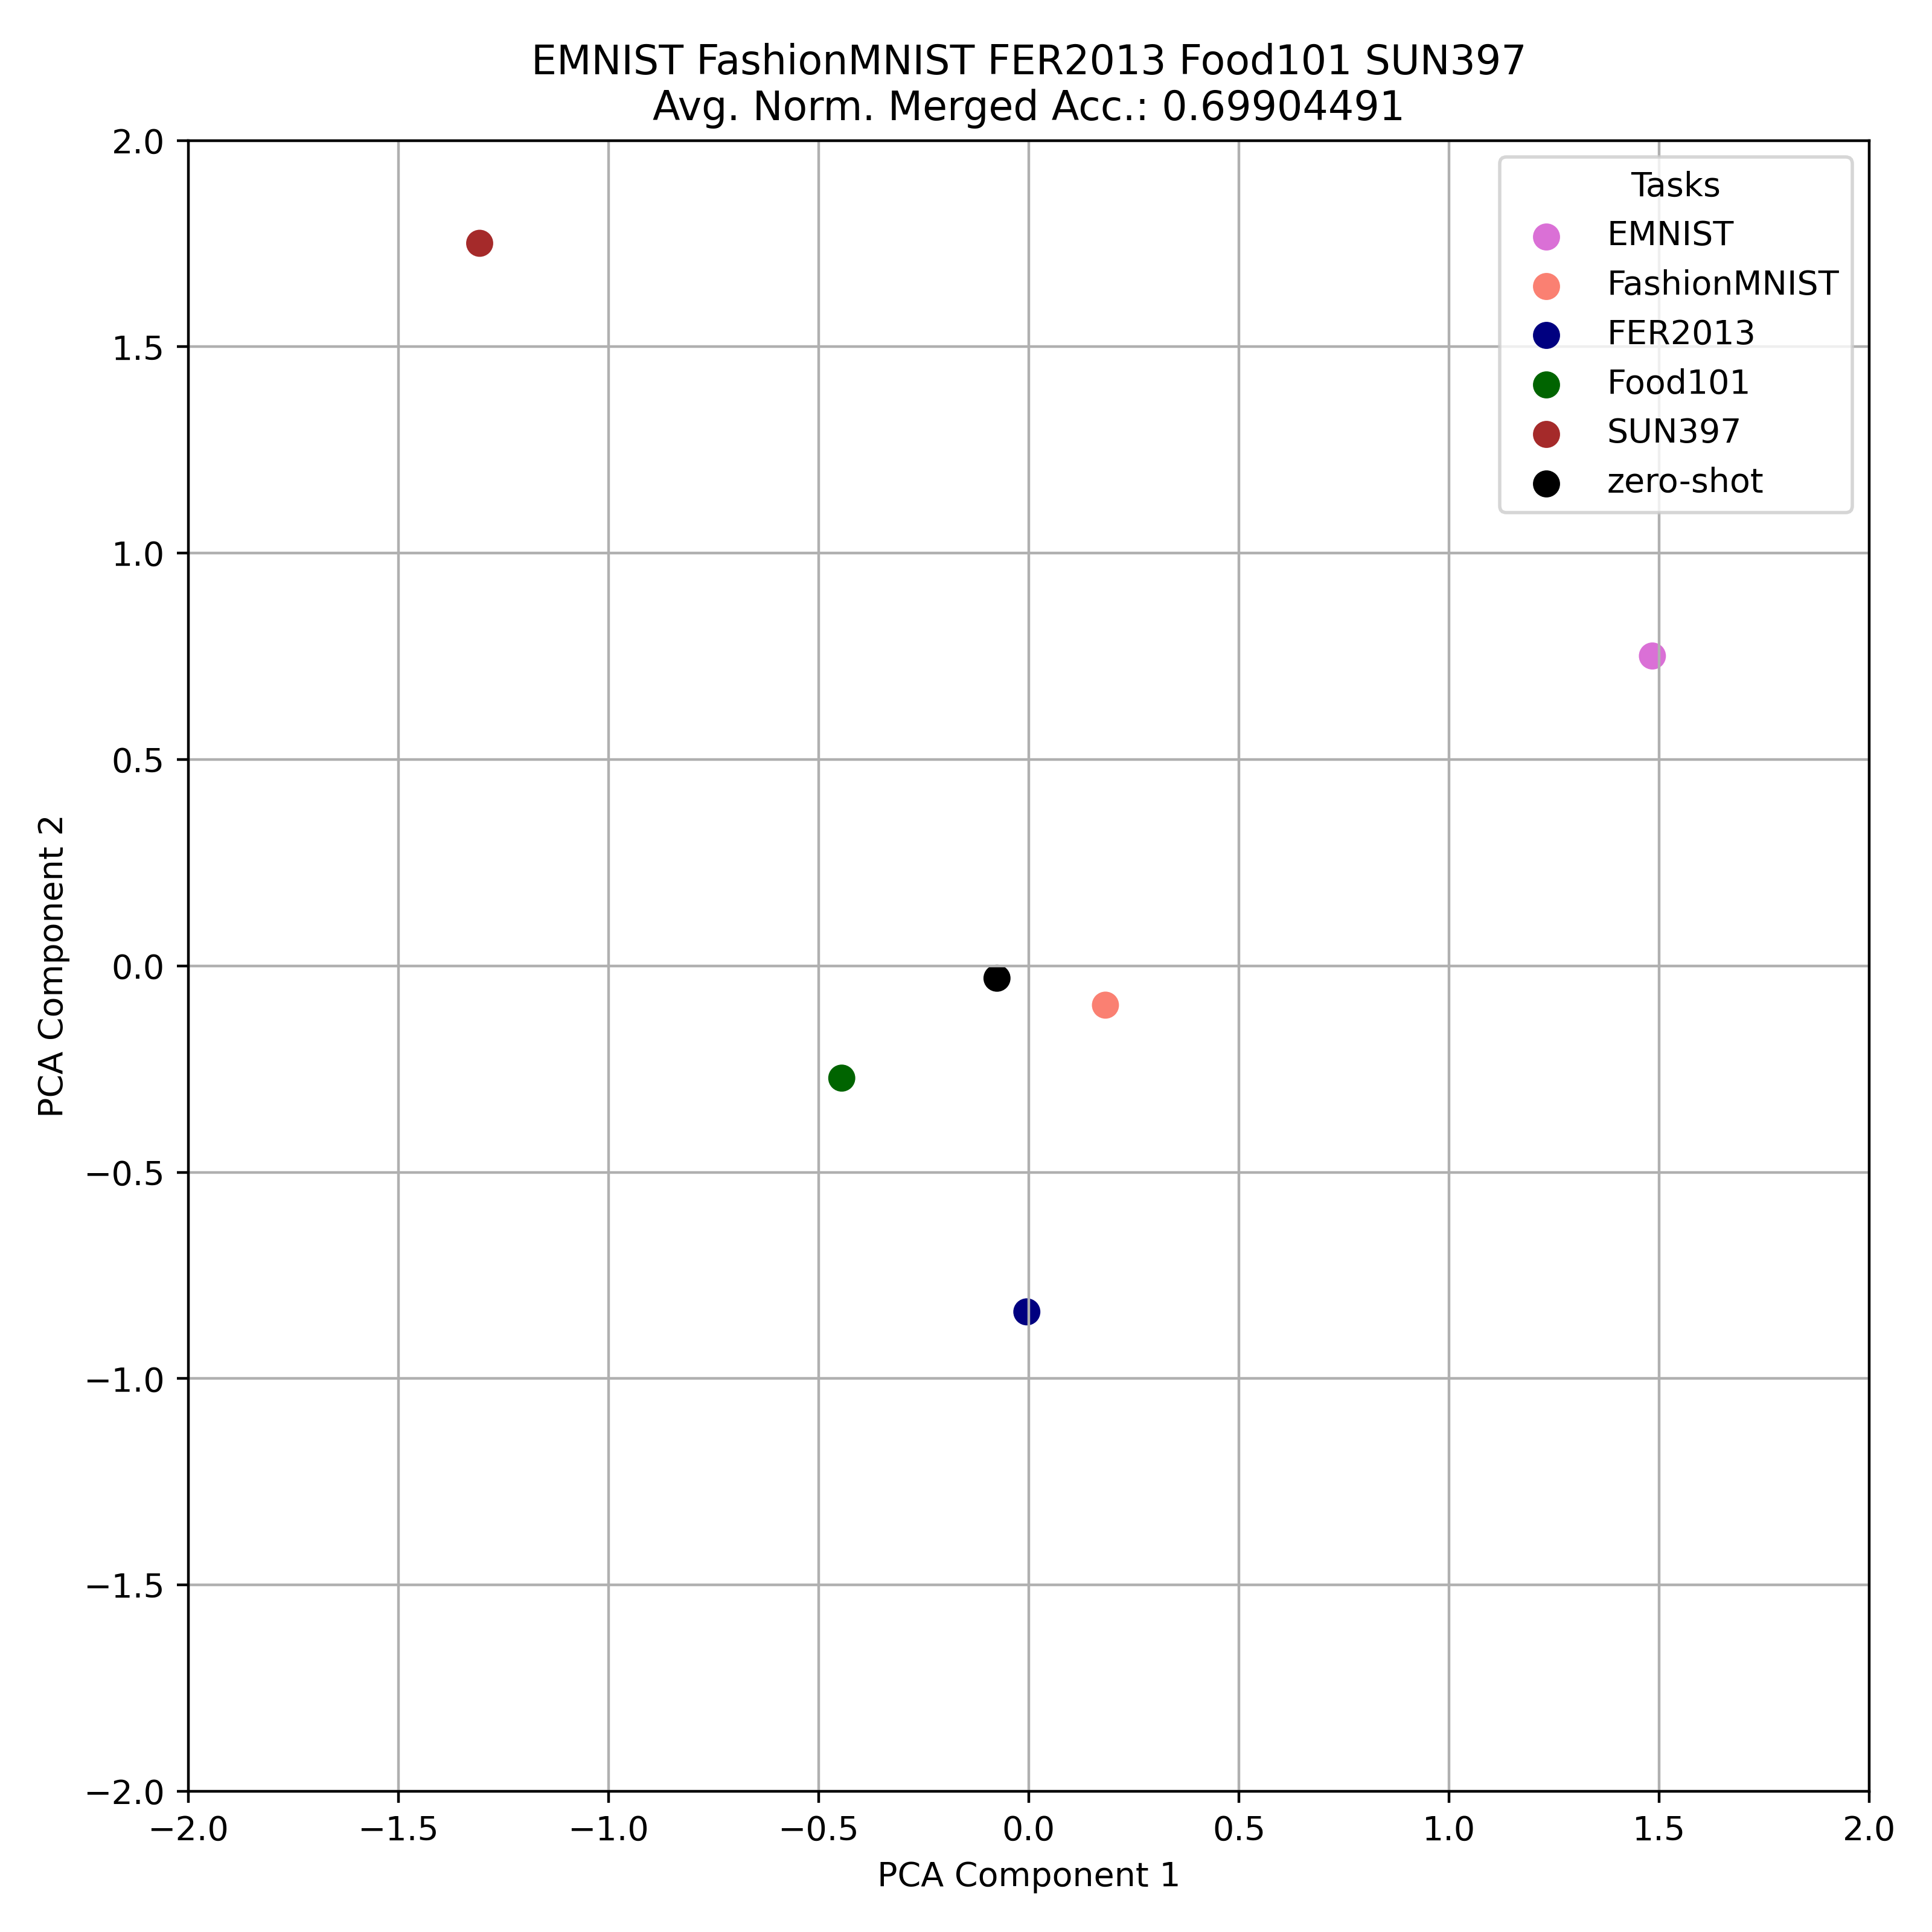 EMNIST FashionMNIST FER2013 Food101 SUN397
Avg. Norm. Merged Acc.: 0.69904491
Tasks
EMNIST
FashionMNIST
FER2013
Food101
SUN397
zero-shot
PCA Component 2
2.0
1.5
1.0
0.5
0.0
−0.5
−1.0
−1.5
−2.0
−2.0 −1.5 −1.0 −0.5 0.0 0.5 1.0 1.5 2.0
PCA Component 1